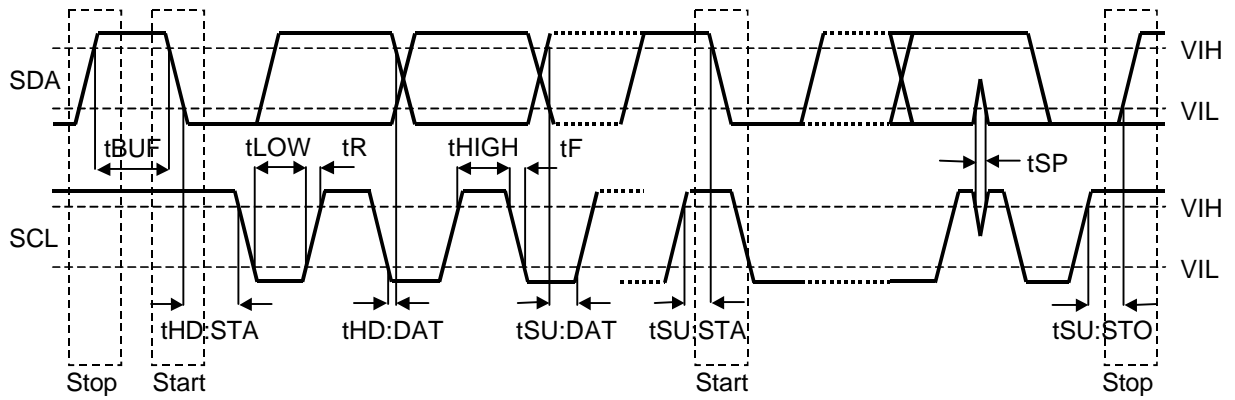 VIH
SDA
VIL
tBUF tLOW tR tHIGH tF tSP
VIH
SCL
VIL
tHD:STA tHD:DAT tSU:DAT tSU:STA tSU:STO
Stop Start Start Stop